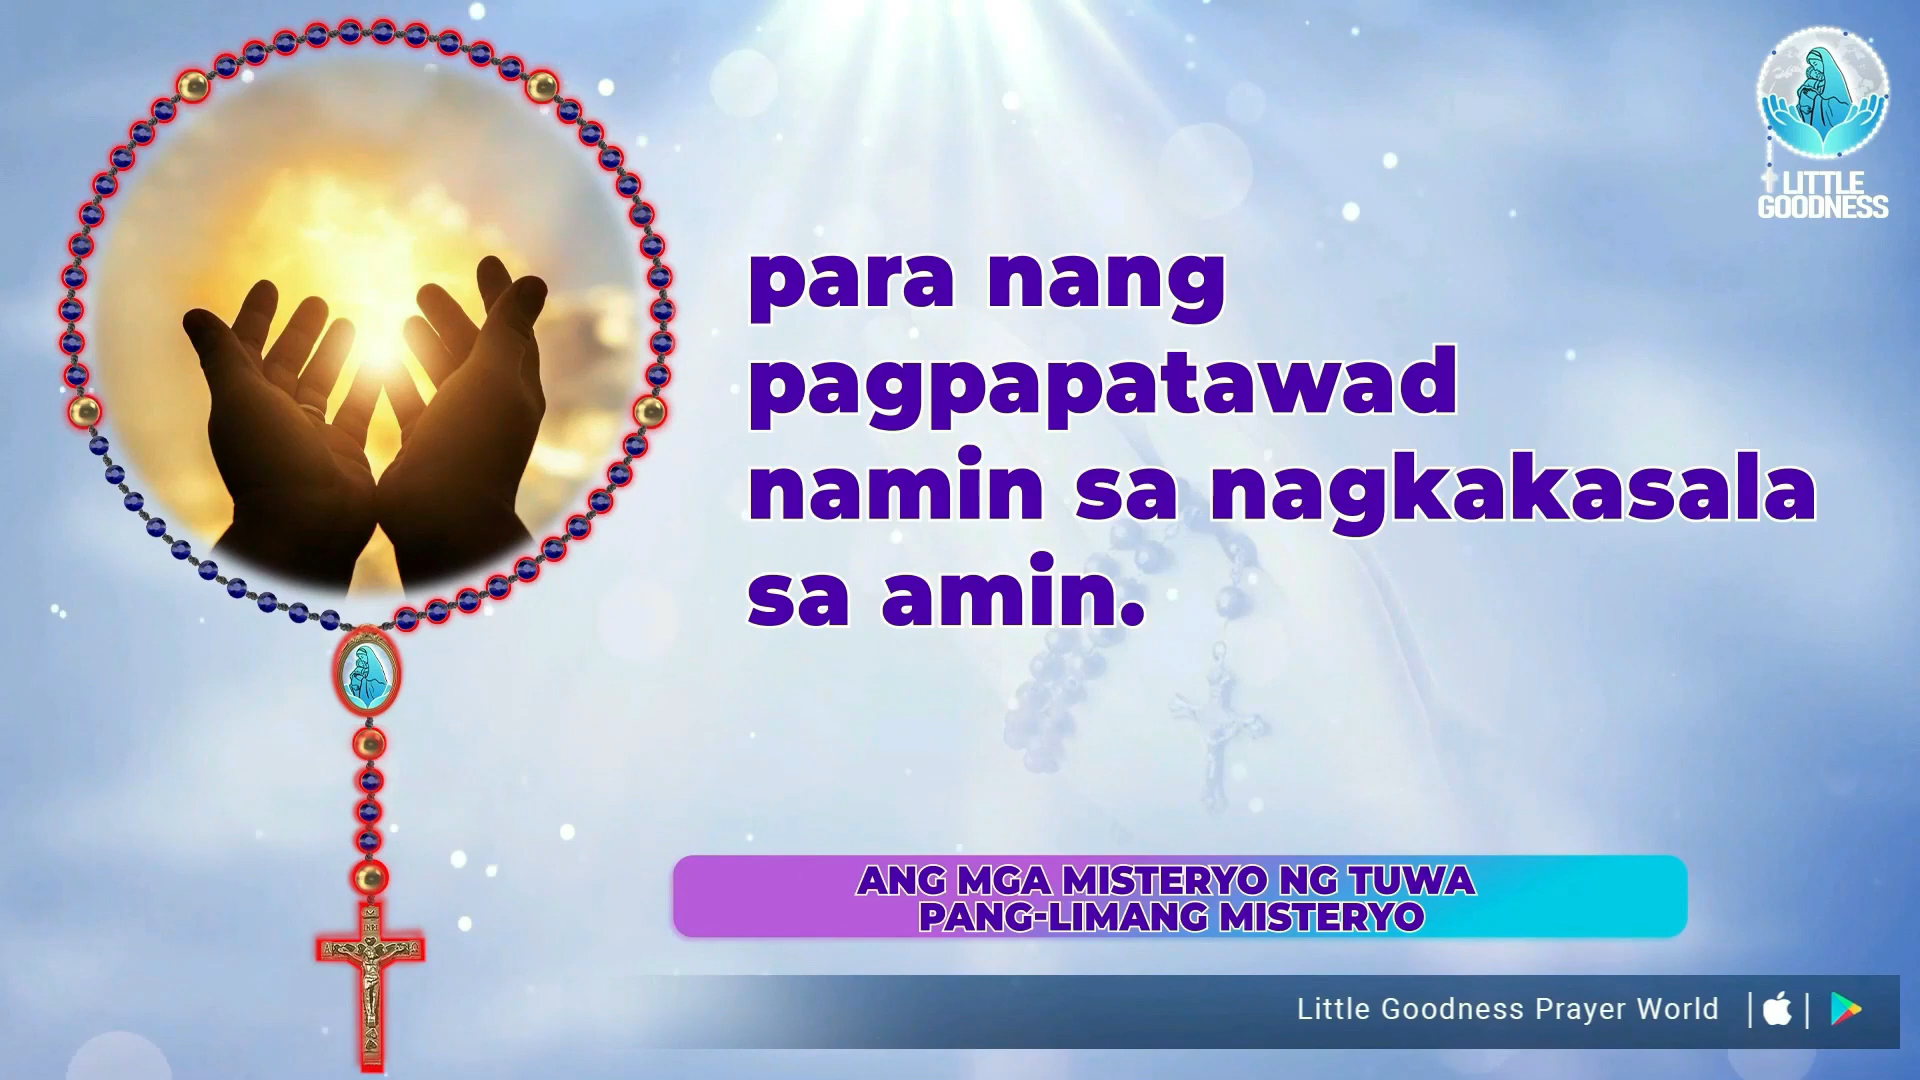 LITTLE
GOODNESS
para nang
pagpapatawad
namin sa nagkakasala
sa amin.
ANG MGA MISTERYO NG TUWA
PANG-LIMANG MISTERYO
Little Goodness Prayer World
INRI